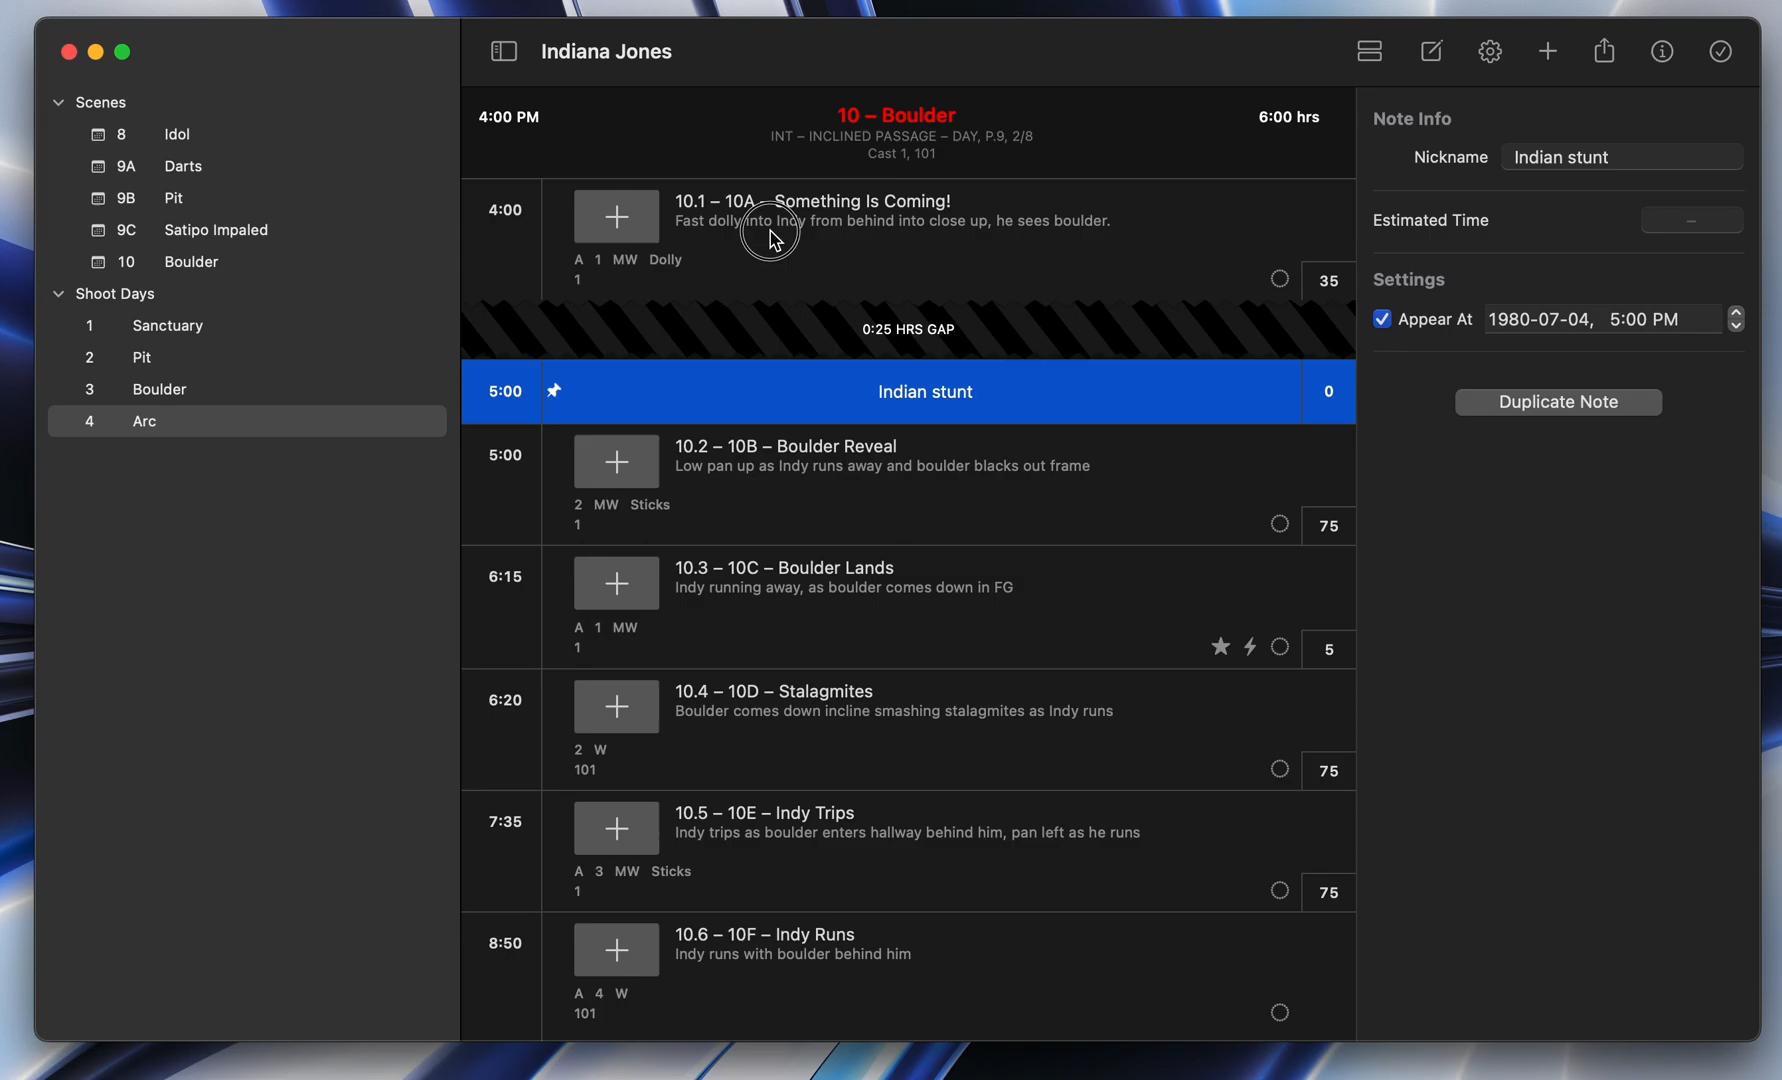 Indiana Jones
Scenes
8 Idol
9A Darts
9B Pit
9C Satipo Impaled
10 Boulder
Shoot Days
1 Sanctuary
2 Pit
3 Boulder
4 Arc
4:00 PM
10 – Boulder
6:00 hrs
INT – INCLINED PASSAGE – DAY, P.9, 2/8
Cast 1, 101
4:00
10.1 – 10A – Something Is Coming!
Fast dolly into Indy from behind into close up, he sees boulder.
A 1 MW Dolly
1
35
0:25 HRS GAP
5:00
Indian stunt
0
5:00
10.2 – 10B – Boulder Reveal
Low pan up as Indy runs away and boulder blacks out frame
2 MW Sticks
1
75
6:15
10.3 – 10C – Boulder Lands
Indy running away, as boulder comes down in FG
A 1 MW
1
5
6:20
10.4 – 10D – Stalagmites
Boulder comes down incline smashing stalagmites as Indy runs
2 W
101
75
7:35
10.5 – 10E – Indy Trips
Indy trips as boulder enters hallway behind him, pan left as he runs
A 3 MW Sticks
1
75
8:50
10.6 – 10F – Indy Runs
Indy runs with boulder behind him
A 4 W
101
Note Info
Nickname Indian stunt
Estimated Time –
Settings
Appear At 1980-07-04, 5:00 PM
Duplicate Note